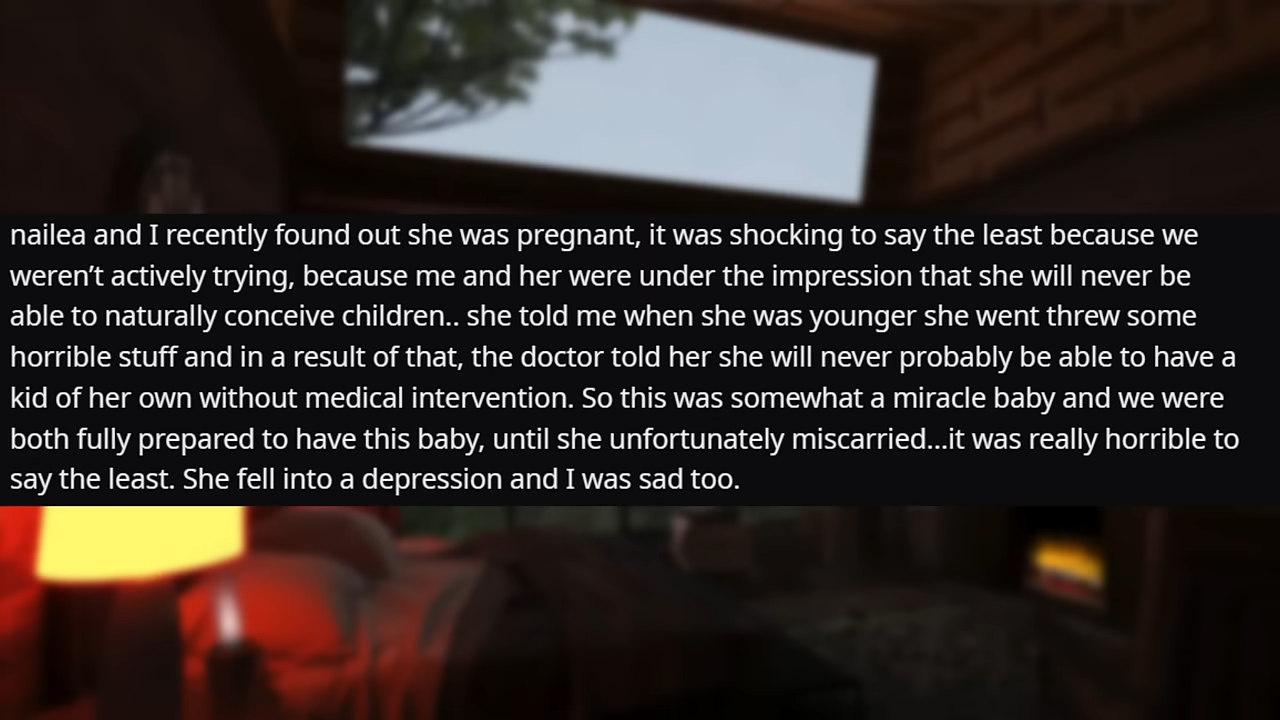 nailea and I recently found out she was pregnant, it was shocking to say the least because we
weren’t actively trying, because me and her were under the impression that she will never be
able to naturally conceive children.. she told me when she was younger she went threw some
horrible stuff and in a result of that, the doctor told her she will never probably be able to have a
kid of her own without medical intervention. So this was somewhat a miracle baby and we were
both fully prepared to have this baby, until she unfortunately miscarried...it was really horrible to
say the least. She fell into a depression and I was sad too.